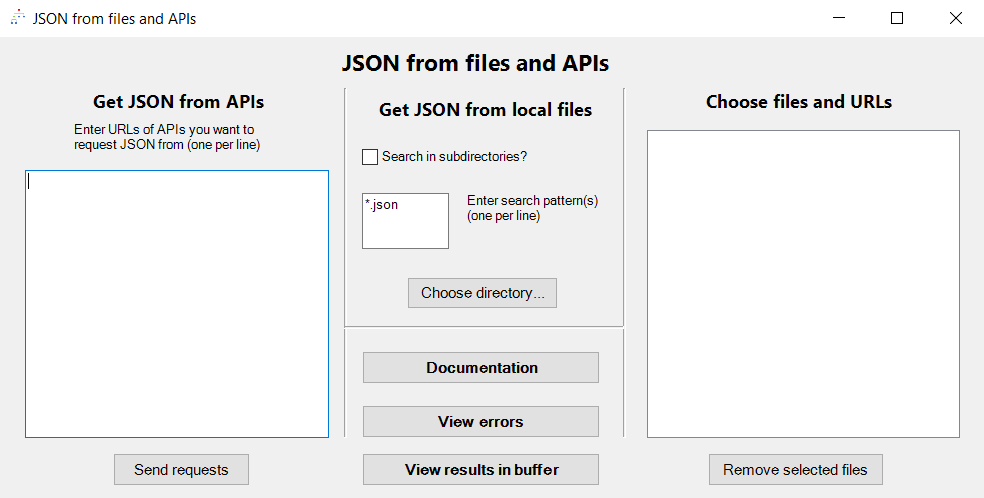 JSON from files and APIs
JSON from files and APIs
Get JSON from APIs
Enter URLs of APIs you want to
request JSON from (one per line)
Send requests
Get JSON from local files
Search in subdirectories?
*.json
Enter search pattern(s)
(one per line)
Choose directory...
Documentation
View errors
View results in buffer
Choose files and URLs
Remove selected files